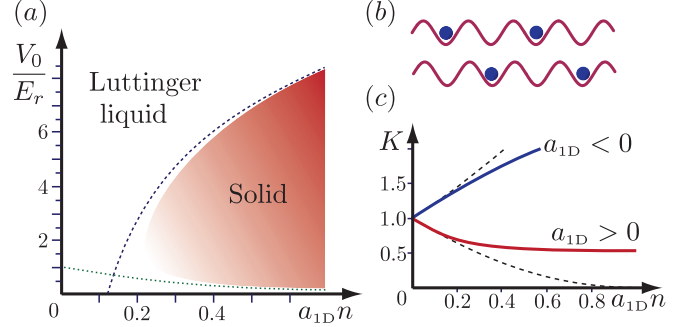 (a)
V₀
Eᵣ
8
6
4
2
0
0.2
0.4
a₁D n
Luttinger
liquid
Solid
(b)
(c)
K
1.5
1.0
0.5
0
0.2
0.4
0.6
0.8
a₁D n
a₁D < 0
a₁D > 0